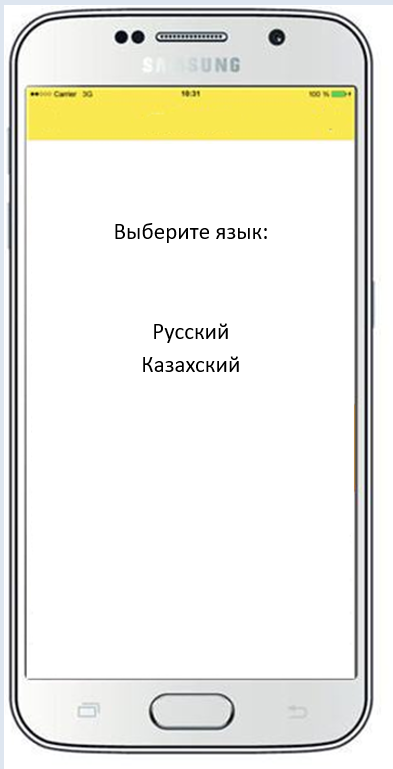 SAMSUNG
Carrier 3G 10:31 100 %
Выберите язык:
Русский
Казахский